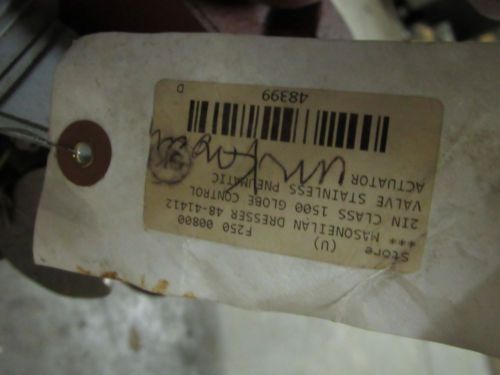 Store (U) F250 00800
*** MASONEILAN DRESSER 48-41412
2IN CLASS 1500 GLOBE CONTROL
VALVE STAINLESS PNEUMATIC
ACTUATOR
48399
D